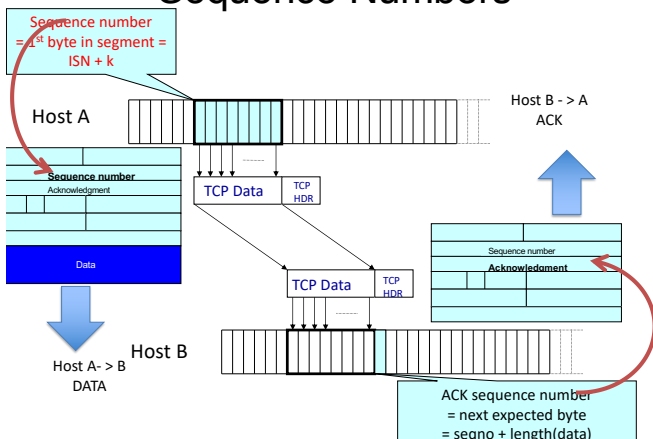 Sequence Numbers
Sequence number
= 1st byte in segment =
ISN + k
Host A
Host B - > A
ACK
Sequence number
Acknowledgment
Data
TCP Data
TCP
HDR
Sequence number
Acknowledgment
TCP Data
TCP
HDR
Host A- > B
DATA
Host B
ACK sequence number
= next expected byte
= seqno + length(data)